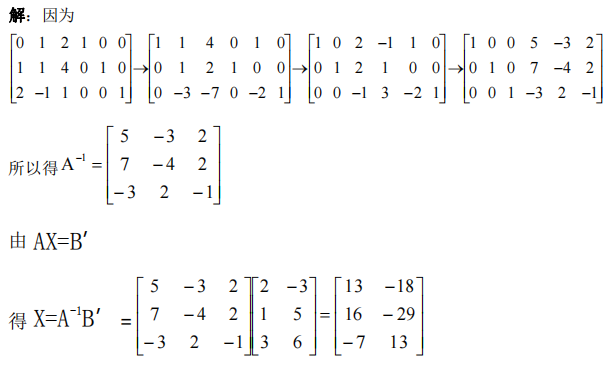 解：因为
[0 1 2 1 0 0; 1 1 4 0 1 0; 2 −1 1 0 0 1] → [1 1 4 0 1 0; 0 1 2 1 0 0; 0 −3 −7 0 −2 1] → [1 0 2 −1 1 0; 0 1 2 1 0 0; 0 0 −1 3 −2 1] → [1 0 0 5 −3 2; 0 1 0 7 −4 2; 0 0 1 −3 2 −1]
所以得 A⁻¹ = [5 −3 2; 7 −4 2; −3 2 −1]
由 AX=B′
得 X=A⁻¹B′ = [5 −3 2; 7 −4 2; −3 2 −1][2 −3; 1 5; 3 6] = [13 −18; 16 −29; −7 13]